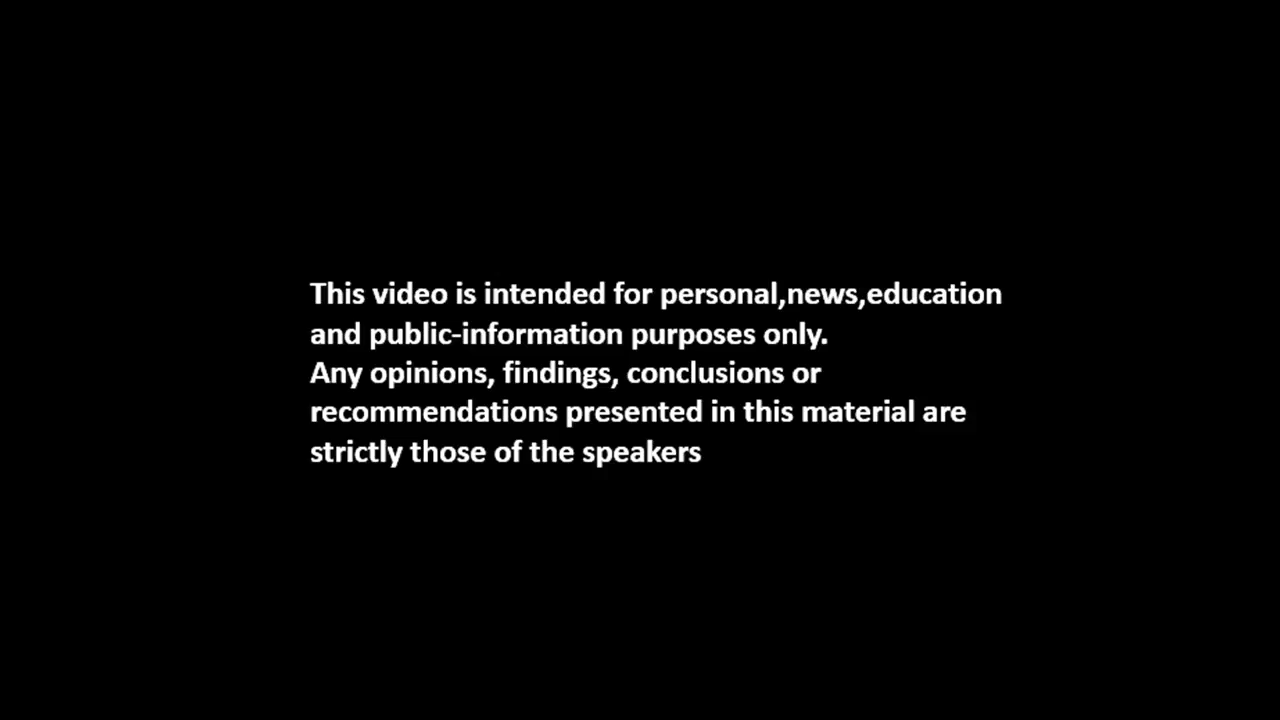 This video is intended for personal,news,education
and public-information purposes only.
Any opinions, findings, conclusions or
recommendations presented in this material are
strictly those of the speakers